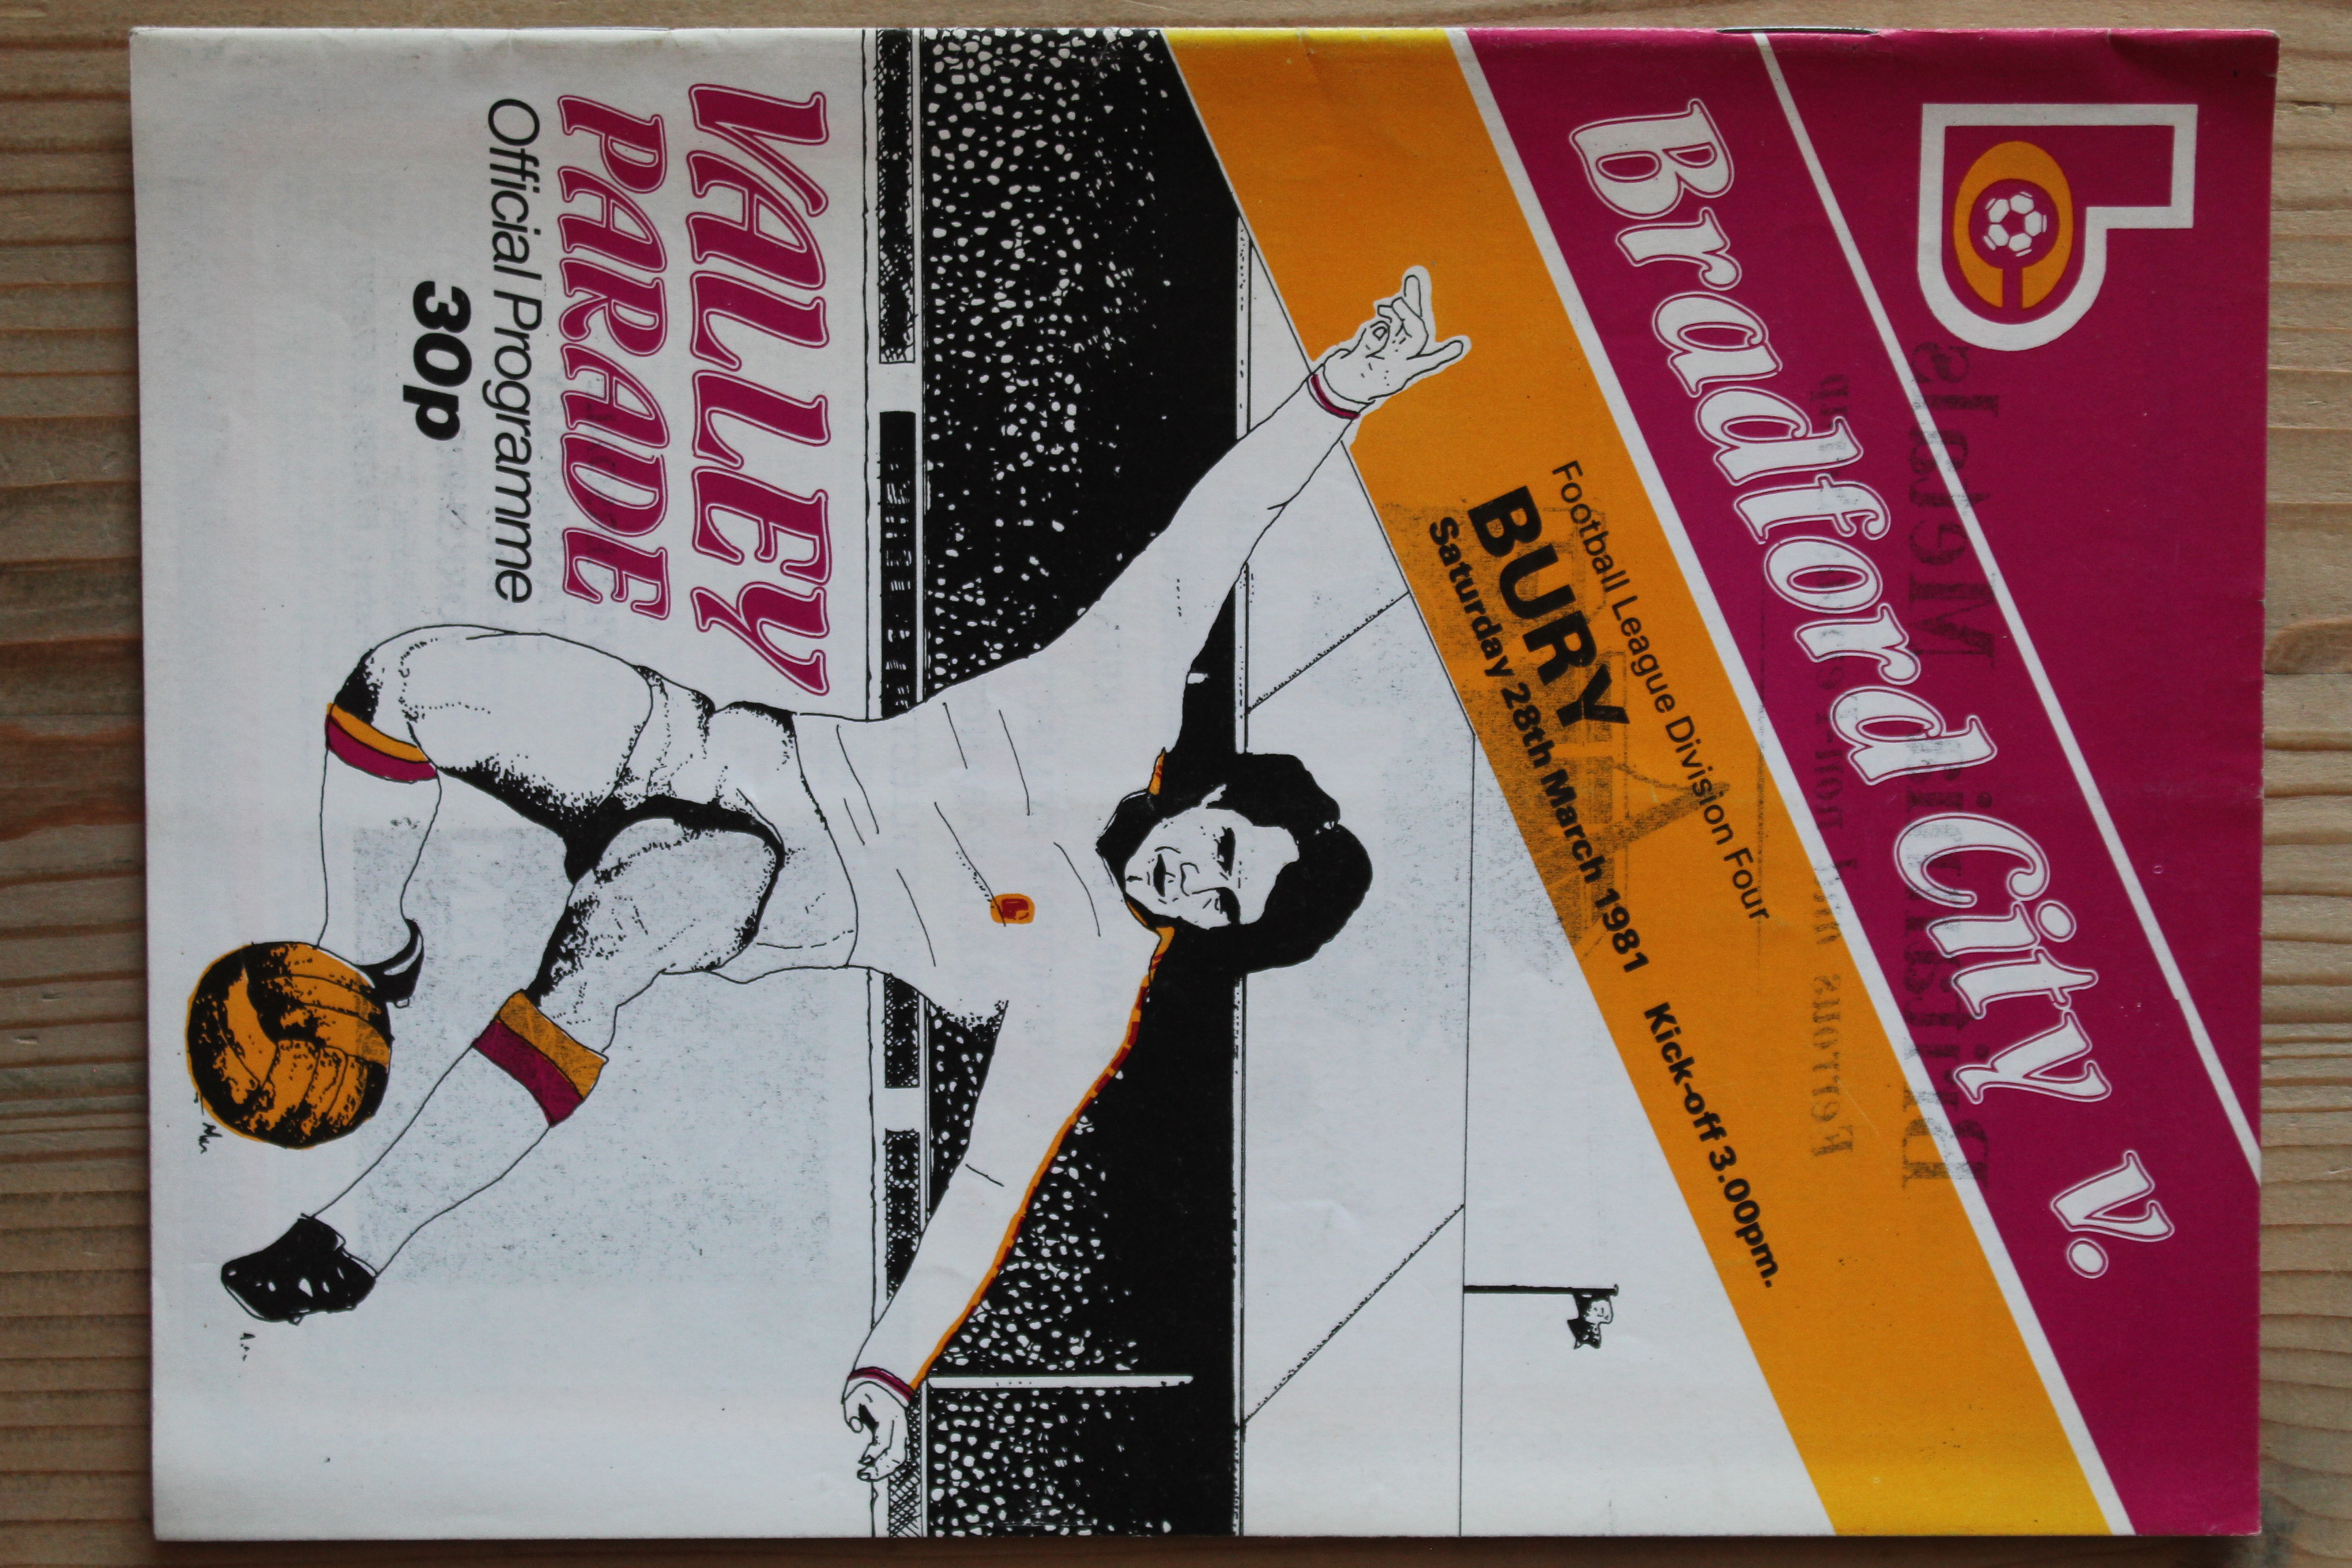 Bradford City v.
Football League Division Four
BURY
Saturday 28th March 1981 Kick-off 3.00pm.
VALLEY
PARADE
Official Programme
30p